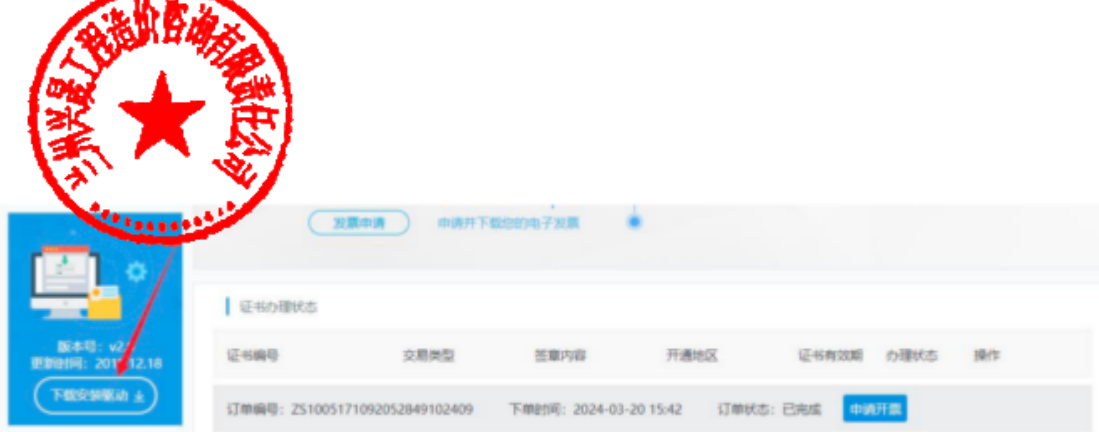 兰州兴晟工程造价咨询有限责任公司
发票申请 申请并下载您的电子发票
证书办理状态
版本号：v2.
更新时间：201 12.18
下载安装驱动
证书编号 交易类型 签章内容 开通地区 证书有效期 办理状态 操作
订单编号：ZS1005171092052849102409 下单时间：2024-03-20 15:42 订单状态：已完成 申请开票